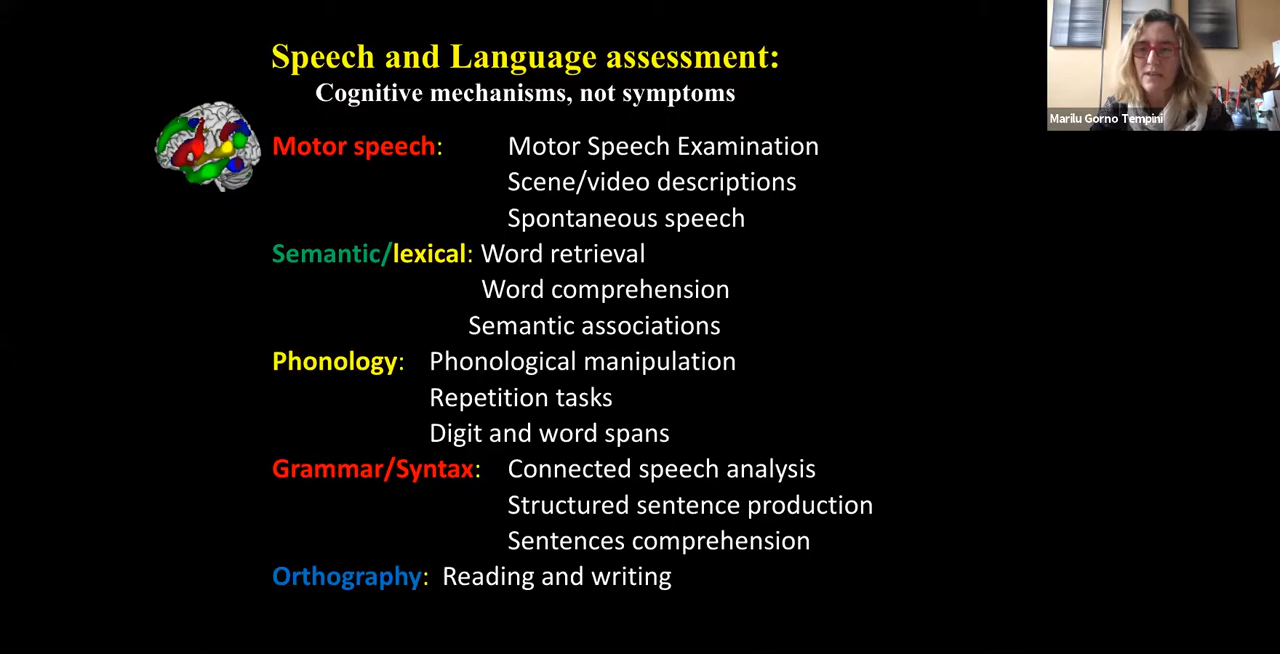 Speech and Language assessment:
Cognitive mechanisms, not symptoms
Motor speech: Motor Speech Examination
Scene/video descriptions
Spontaneous speech
Semantic/lexical: Word retrieval
Word comprehension
Semantic associations
Phonology: Phonological manipulation
Repetition tasks
Digit and word spans
Grammar/Syntax: Connected speech analysis
Structured sentence production
Sentences comprehension
Orthography: Reading and writing
Marilu Gorno Tempini